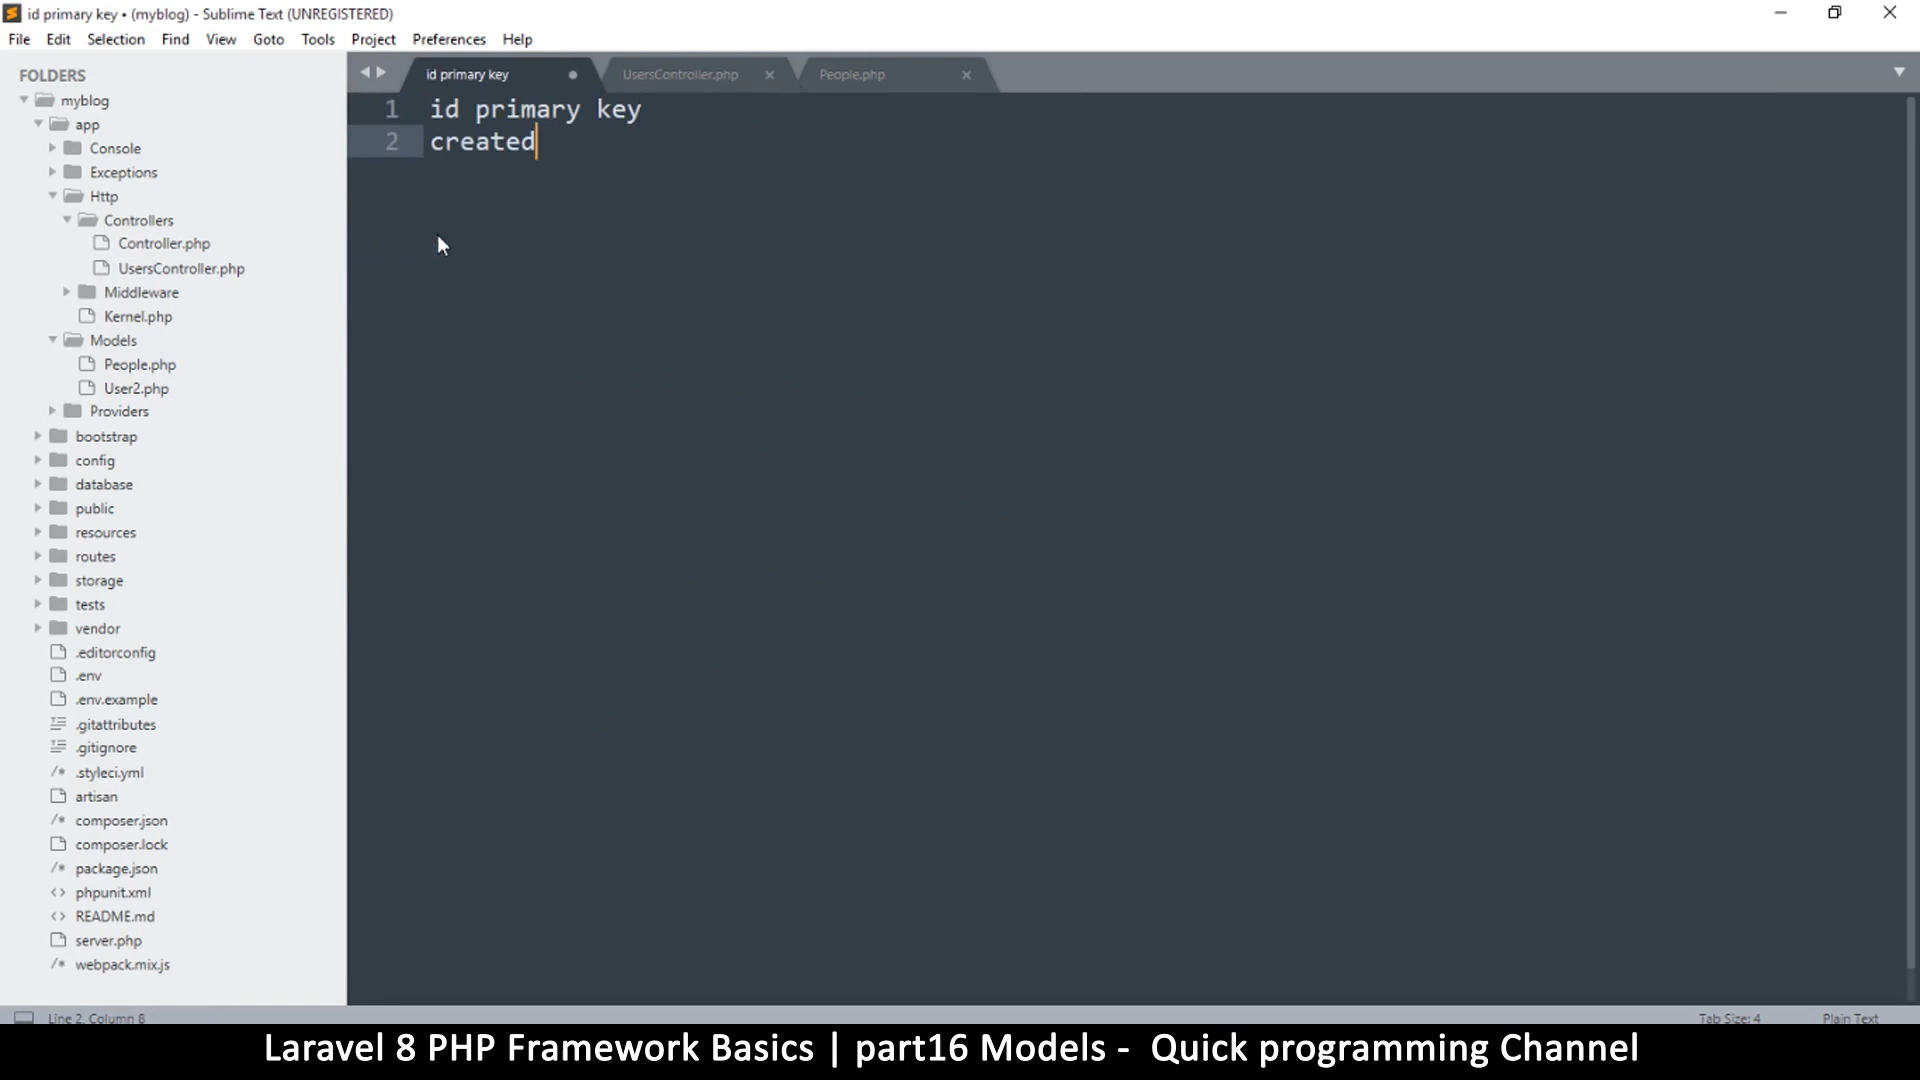 id primary key • (myblog) - Sublime Text (UNREGISTERED)
File Edit Selection Find View Goto Tools Project Preferences Help
FOLDERS
myblog
app
Console
Exceptions
Http
Controllers
Controller.php
UsersController.php
Middleware
Kernel.php
Models
People.php
User2.php
Providers
bootstrap
config
database
public
resources
routes
storage
tests
vendor
.editorconfig
.env
.env.example
.gitattributes
.gitignore
.styleci.yml
artisan
composer.json
composer.lock
package.json
phpunit.xml
README.md
server.php
webpack.mix.js
id primary key UsersController.php People.php
1 id primary key
2 created
Line 2, Column 8 Tab Size: 4 Plain Text
Laravel 8 PHP Framework Basics | part16 Models - Quick programming Channel